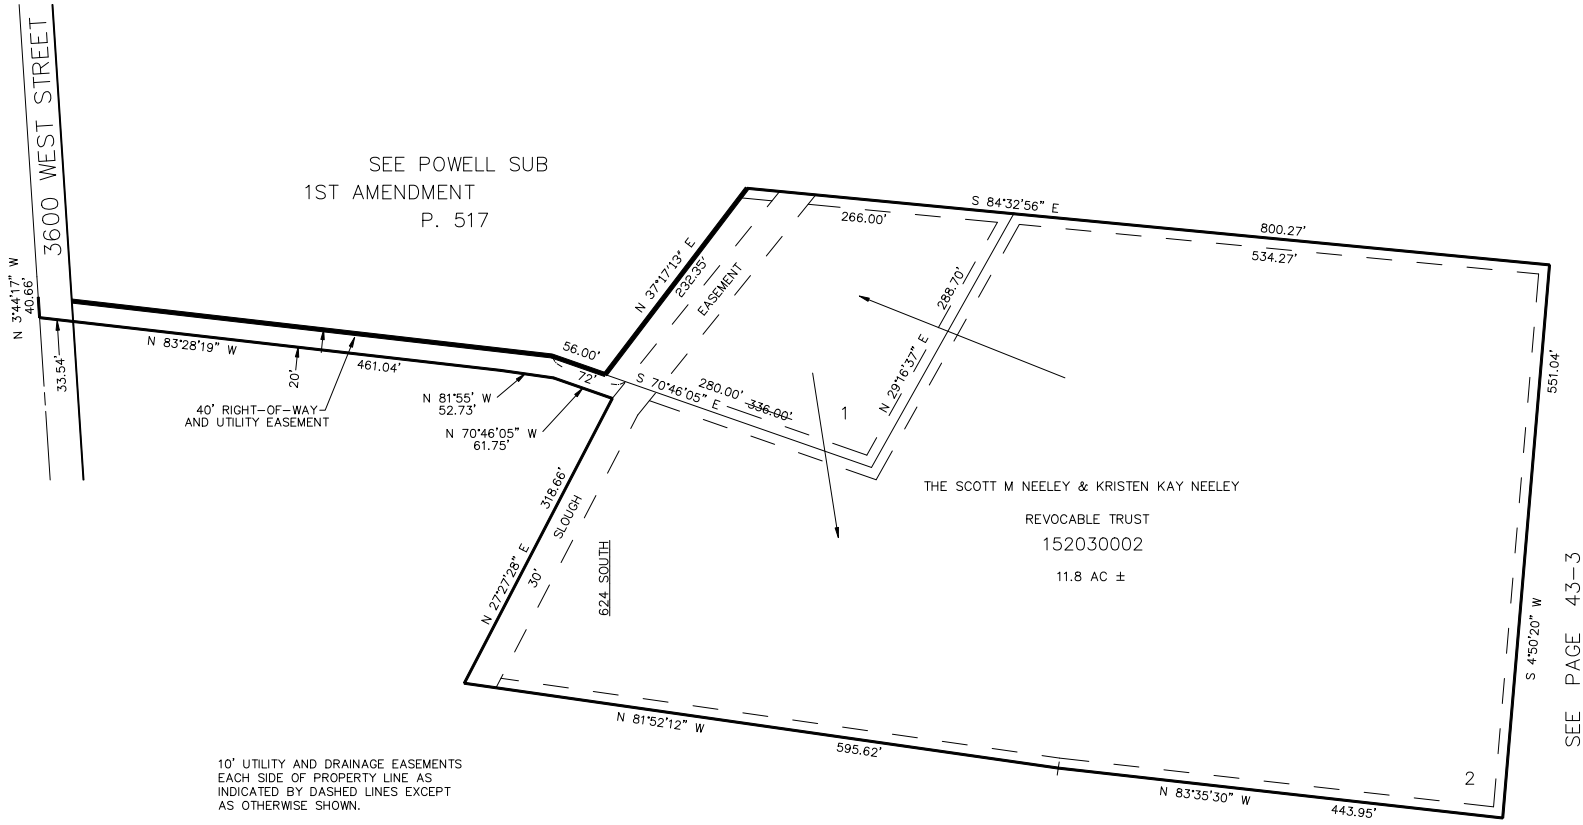 3600 WEST STREET
SEE POWELL SUB
1ST AMENDMENT
P. 517
S 84°32'56" E
800.27'
266.00'
534.27'
N 37°17'13" E
232.35'
EASEMENT
288.70'
N 29°16'37" E
N 3°44'17" W
40.66'
33.54'
N 83°28'19" W
461.04'
20'
40' RIGHT-OF-WAY
AND UTILITY EASEMENT
56.00'
72'
N 81°55' W
52.73'
N 70°46'05" W
61.75'
S 70°46'05" E
280.00'
336.00'
1
551.04'
318.66'
N 27°27'28" E
SLOUGH
30'
624 SOUTH
THE SCOTT M NEELEY & KRISTEN KAY NEELEY
REVOCABLE TRUST
152030002
11.8 AC ±
S 4°50'20" W
SEE PAGE 43-3
N 81°52'12" W
595.62'
N 83°35'30" W
443.95'
2
10' UTILITY AND DRAINAGE EASEMENTS
EACH SIDE OF PROPERTY LINE AS
INDICATED BY DASHED LINES EXCEPT
AS OTHERWISE SHOWN.